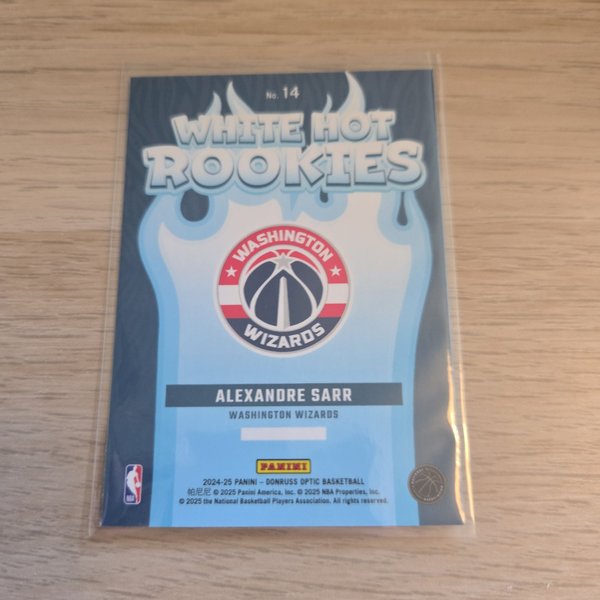 No. 14
WHITE HOT
ROOKIES
WASHINGTON
WIZARDS
ALEXANDRE SARR
WASHINGTON WIZARDS
PANINI
2024-25 PANINI – DONRUSS OPTIC BASKETBALL
帕尼尼 © 2025 Panini America, Inc. © 2025 NBA Properties, Inc.
© 2025 the National Basketball Players Association. All rights reserved.